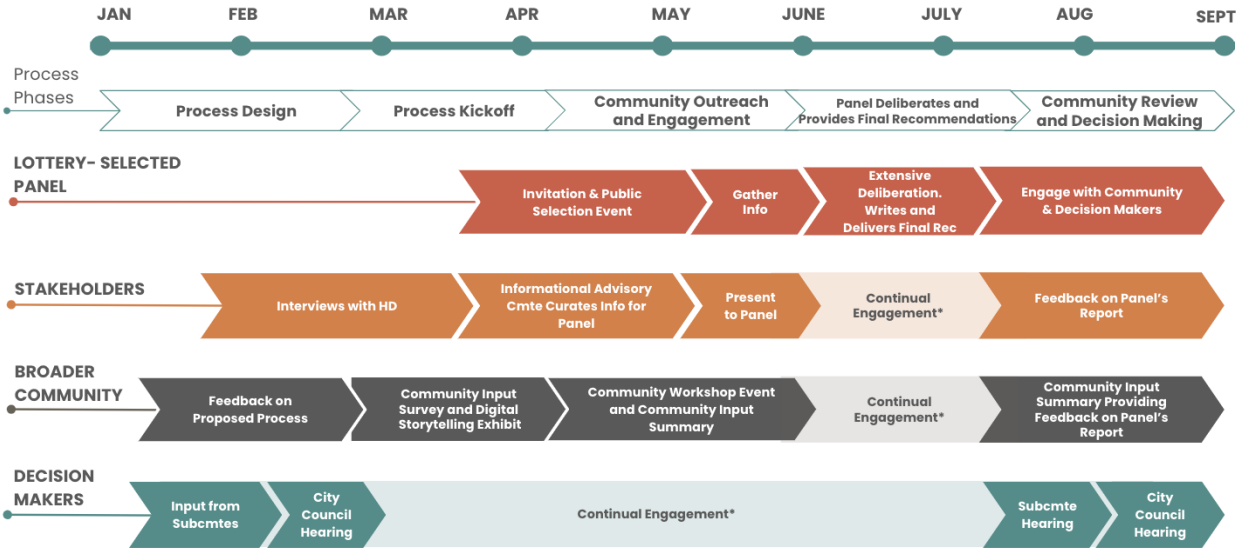 JAN FEB MAR APR MAY JUNE JULY AUG SEPT
Process
Phases
Process Design
Process Kickoff
Community Outreach
and Engagement
Panel Deliberates and
Provides Final Recommendations
Community Review
and Decision Making
LOTTERY- SELECTED
PANEL
Invitation & Public
Selection Event
Gather
Info
Extensive
Deliberation.
Writes and
Delivers Final Rec
Engage with Community
& Decision Makers
STAKEHOLDERS
Interviews with HD
Informational Advisory
Cmte Curates Info for
Panel
Present
to Panel
Continual
Engagement*
Feedback on Panel's
Report
BROADER
COMMUNITY
Feedback on
Proposed Process
Community Input
Survey and Digital
Storytelling Exhibit
Community Workshop Event
and Community Input
Summary
Continual
Engagement*
Community Input
Summary Providing
Feedback on Panel's
Report
DECISION
MAKERS
Input from
Subcmtes
City
Council
Hearing
Continual Engagement*
Subcmte
Hearing
City
Council
Hearing